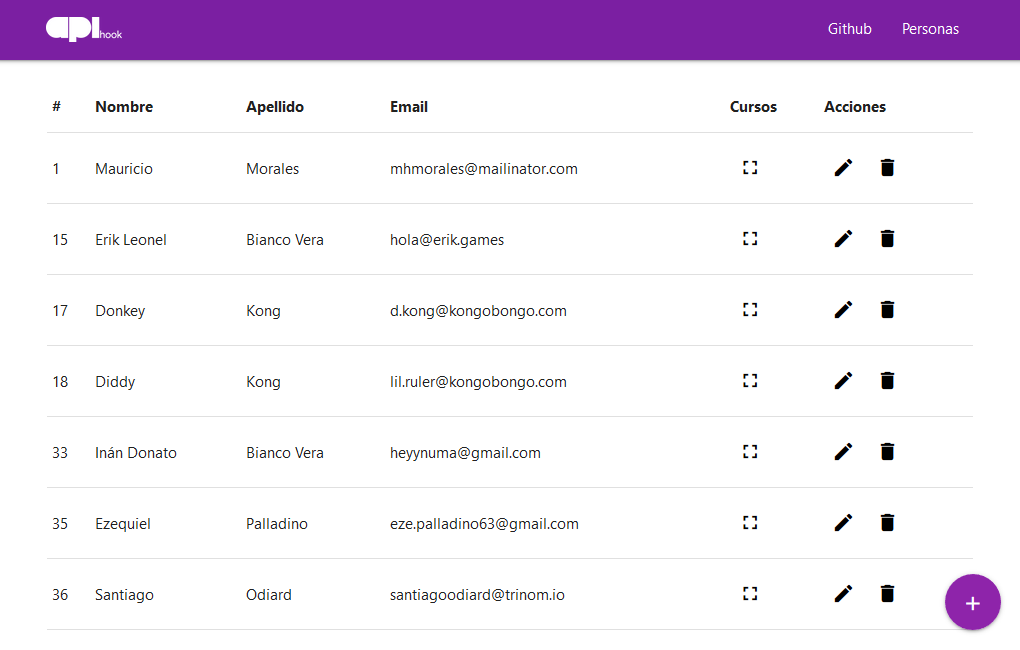 apihook Github Personas
# Nombre Apellido Email Cursos Acciones
1 Mauricio Morales mhmorales@mailinator.com
15 Erik Leonel Bianco Vera hola@erik.games
17 Donkey Kong d.kong@kongobongo.com
18 Diddy Kong lil.ruler@kongobongo.com
33 Inán Donato Bianco Vera heyynuma@gmail.com
35 Ezequiel Palladino eze.palladino63@gmail.com
36 Santiago Odiard santiagoodiard@trinom.io